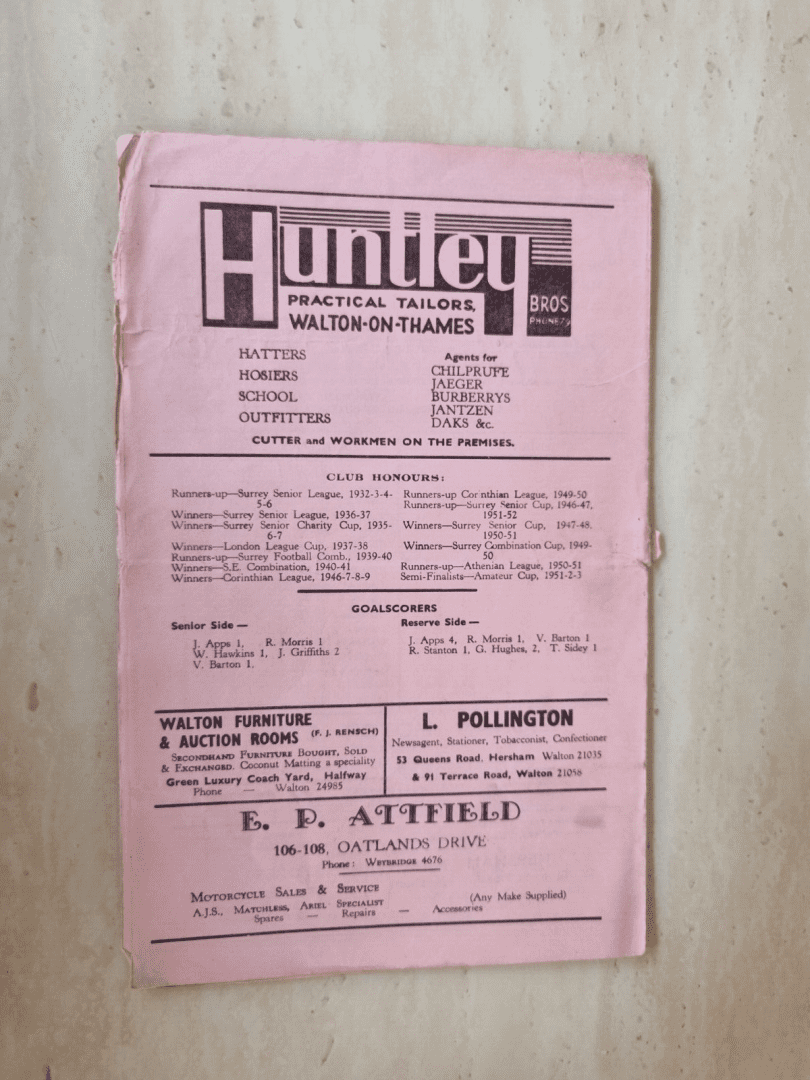 Huntley
BROS
PHONE 79
PRACTICAL TAILORS,
WALTON-ON-THAMES
HATTERS
HOSIERS
SCHOOL
OUTFITTERS
Agents for
CHILPRUFE
JAEGER
BURBERRYS
JANTZEN
DAKS &c.
CUTTER and WORKMEN ON THE PREMISES.
CLUB HONOURS:
Runners-up—Surrey Senior League, 1932-3-4-
5-6
Winners—Surrey Senior League, 1936-37
Winners—Surrey Senior Charity Cup, 1935-
6-7
Winners—London League Cup, 1937-38
Runners-up—Surrey Football Comb., 1939-40
Winners—S.E. Combination, 1940-41
Winners—Corinthian League, 1946-7-8-9
Runners-up Corinthian League, 1949-50
Runners-up—Surrey Senior Cup, 1946-47,
1951-52
Winners—Surrey Senior Cup, 1947-48,
1950-51
Winners—Surrey Combination Cup, 1949-
50
Runners-up—Athenian League, 1950-51
Semi-Finalists—Amateur Cup, 1951-2-3
GOALSCORERS
Senior Side —
J. Apps 1, R. Morris 1
W. Hawkins 1, J. Griffiths 2
V. Barton 1.
Reserve Side —
J. Apps 4, R. Morris 1, V. Barton 1
R. Stanton 1, G. Hughes, 2, T. Sidey 1
WALTON FURNITURE
& AUCTION ROOMS (F. J. RENSCH)
SECONDHAND FURNITURE BOUGHT, SOLD
& EXCHANGED. Coconut Matting a speciality
Green Luxury Coach Yard, Halfway
Phone — Walton 24985
L. POLLINGTON
Newsagent, Stationer, Tobacconist, Confectioner
53 Queens Road, Hersham Walton 21035
& 91 Terrace Road, Walton 21058
E. P. ATTFIELD
106-108, OATLANDS DRIVE
Phone: WEYBRIDGE 4676
MOTORCYCLE SALES & SERVICE
A.J.S., MATCHLESS, ARIEL SPECIALIST (Any Make Supplied)
Spares — Repairs — Accessories